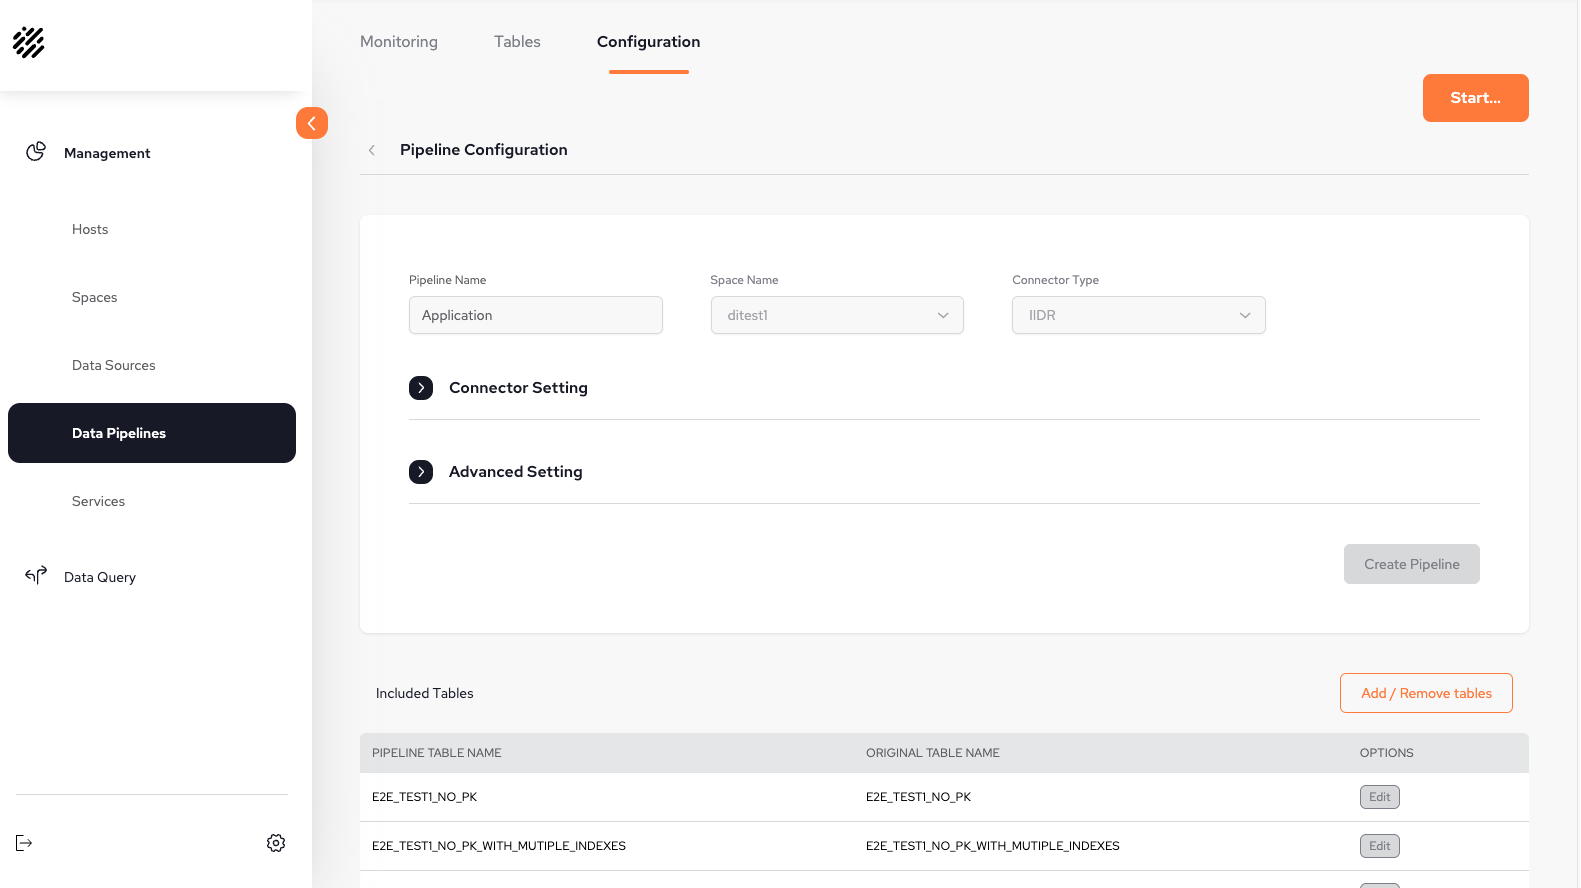 Monitoring Tables Configuration
Start...
Management
Pipeline Configuration
Hosts
Spaces
Data Sources
Data Pipelines
Services
Data Query
Pipeline Name Space Name Connector Type
Application ditest1 IIDR
Connector Setting
Advanced Setting
Create Pipeline
Included Tables Add / Remove tables
PIPELINE TABLE NAME ORIGINAL TABLE NAME OPTIONS
E2E_TEST1_NO_PK E2E_TEST1_NO_PK Edit
E2E_TEST1_NO_PK_WITH_MUTIPLE_INDEXES E2E_TEST1_NO_PK_WITH_MUTIPLE_INDEXES Edit